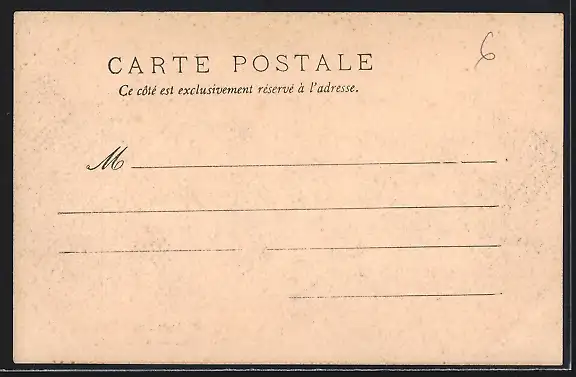 CARTE POSTALE
6
Ce côté est exclusivement réservé à l'adresse.
M